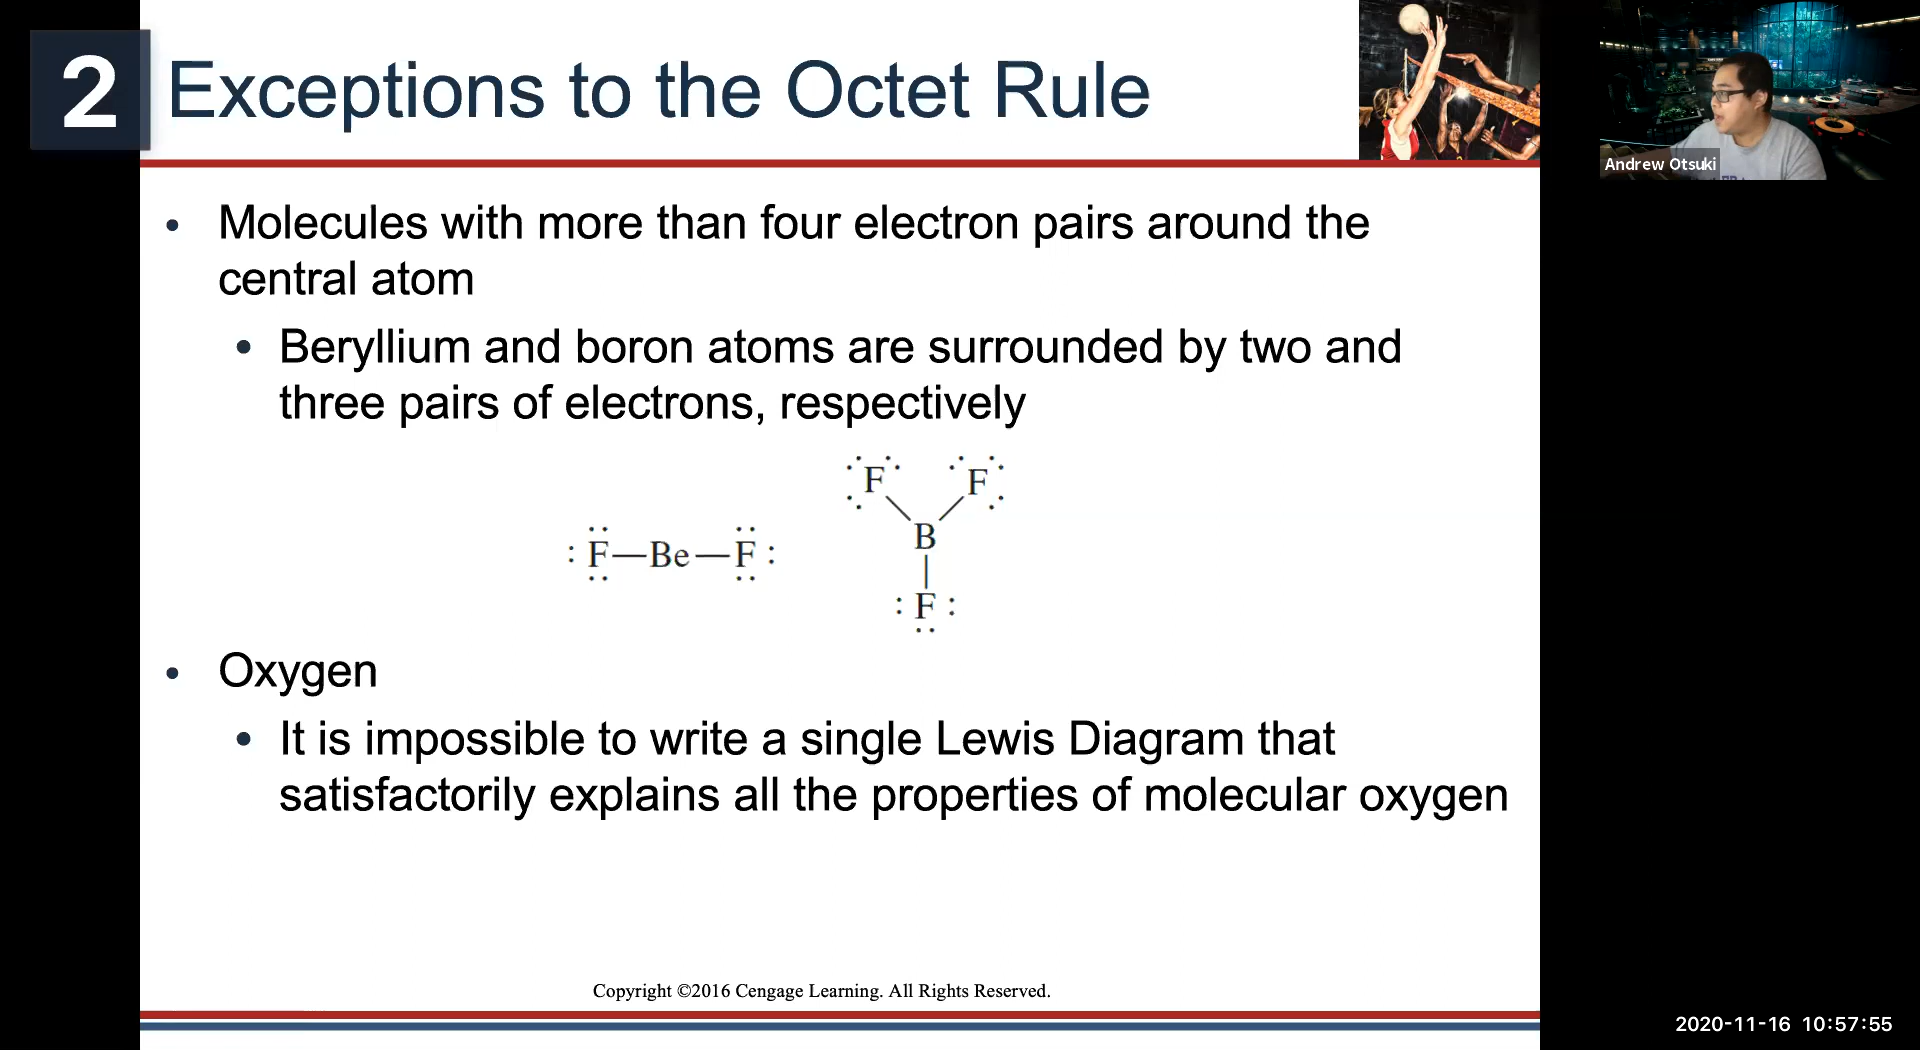 2 Exceptions to the Octet Rule
Andrew Otsuki
• Molecules with more than four electron pairs around the
central atom
• Beryllium and boron atoms are surrounded by two and
three pairs of electrons, respectively
F F
B
:F—Be—F:
:F:
• Oxygen
• It is impossible to write a single Lewis Diagram that
satisfactorily explains all the properties of molecular oxygen
Copyright ©2016 Cengage Learning. All Rights Reserved.
2020-11-16 10:57:55